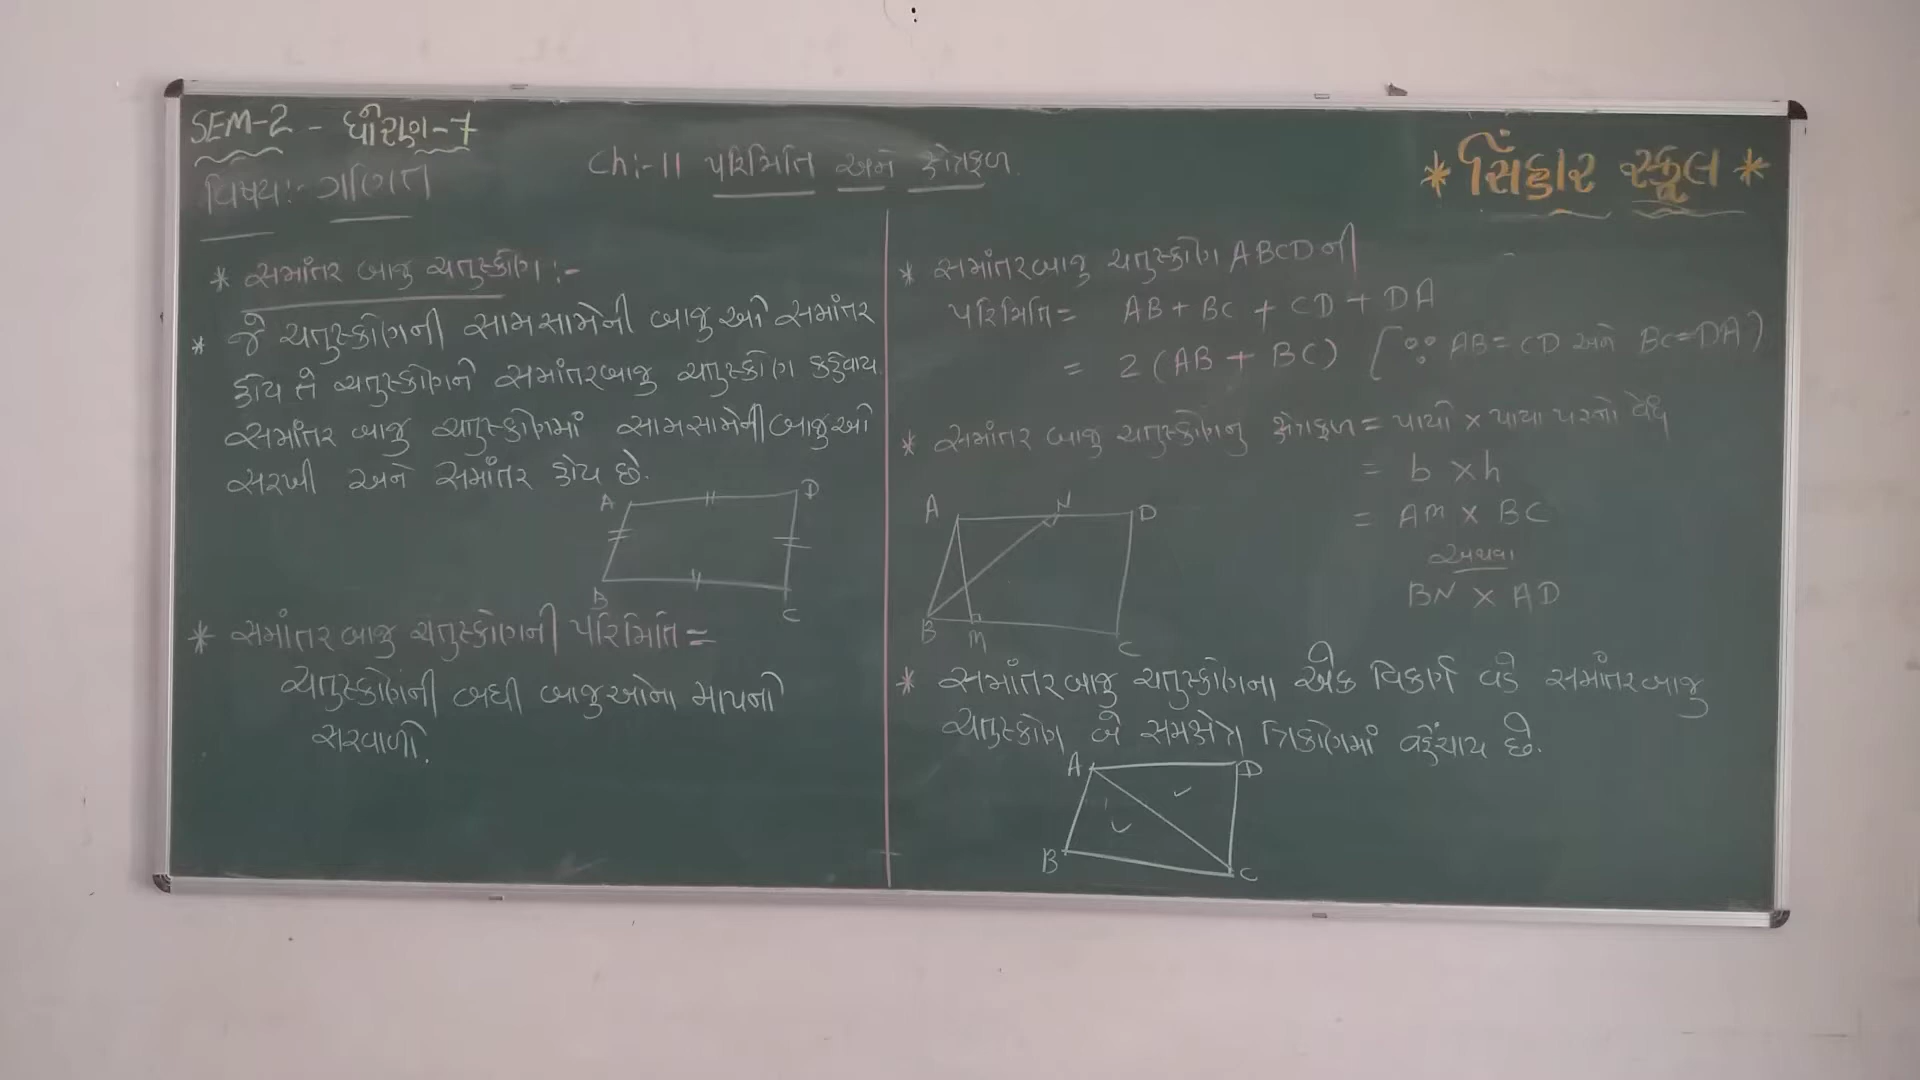 SEM-2 - ધોરણ-7
વિષય:- ગણિત
Ch:-11 પરિમિતિ અને ક્ષેત્રફળ.
* સિંહાર સ્કૂલ *
* સમાંતર બાજુ ચતુષ્કોણ :-
* જે ચતુષ્કોણની સામસામેની બાજુઓ સમાંતર
હોય તે ચતુષ્કોણને સમાંતરબાજુ ચતુષ્કોણ કહેવાય.
સમાંતર બાજુ ચતુષ્કોણમાં સામસામેની બાજુઓ
સરખી અને સમાંતર હોય છે.
A D
B C
* સમાંતર બાજુ ચતુષ્કોણની પરિમિતિ =
ચતુષ્કોણની બધી બાજુઓના માપનો
સરવાળો.
* સમાંતરબાજુ ચતુષ્કોણ ABCD ની
પરિમિતિ = AB + BC + CD + DA
= 2 (AB + BC) [∵ AB = CD અને BC = DA)
* સમાંતર બાજુ ચતુષ્કોણનુ ક્ષેત્રફળ = પાયો × પાયા પરનો વેધ
= b × h
= AM × BC
અથવા
BN × AD
A N D
B M C
* સમાંતરબાજુ ચતુષ્કોણના એક વિકર્ણ વડે સમાંતરબાજુ
ચતુષ્કોણ બે સમક્ષેત્ર ત્રિકોણમાં વહેંચાય છે.
A D
B C